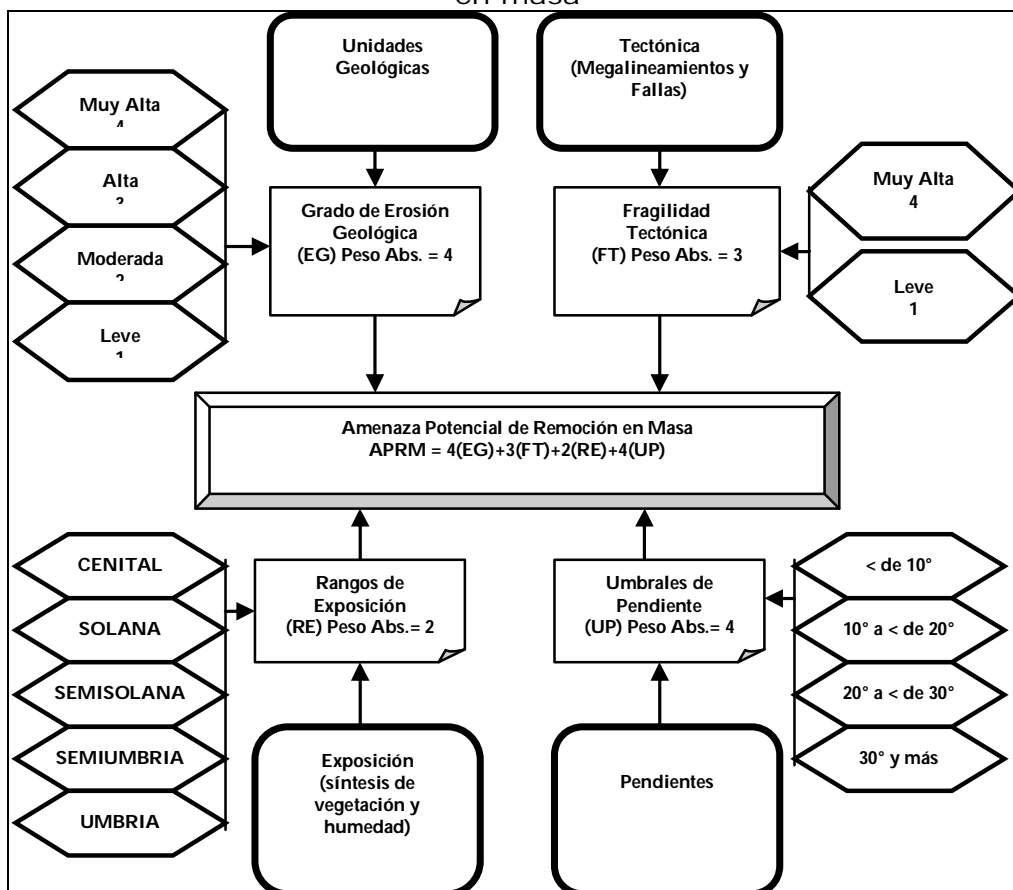 en masa
Unidades
Geológicas
Tectónica
(Megalineamientos y
Fallas)
Muy Alta
4
Alta
3
Moderada
2
Leve
1
Grado de Erosión
Geológica
(EG) Peso Abs. = 4
Fragilidad
Tectónica
(FT) Peso Abs. = 3
Muy Alta
4
Leve
1
Amenaza Potencial de Remoción en Masa
APRM = 4(EG)+3(FT)+2(RE)+4(UP)
CENITAL
SOLANA
SEMISOLANA
SEMIUMBRIA
UMBRIA
Rangos de
Exposición
(RE) Peso Abs.= 2
Umbrales de
Pendiente
(UP) Peso Abs.= 4
< de 10°
10° a < de 20°
20° a < de 30°
30° y más
Exposición
(síntesis de
vegetación y
humedad)
Pendientes